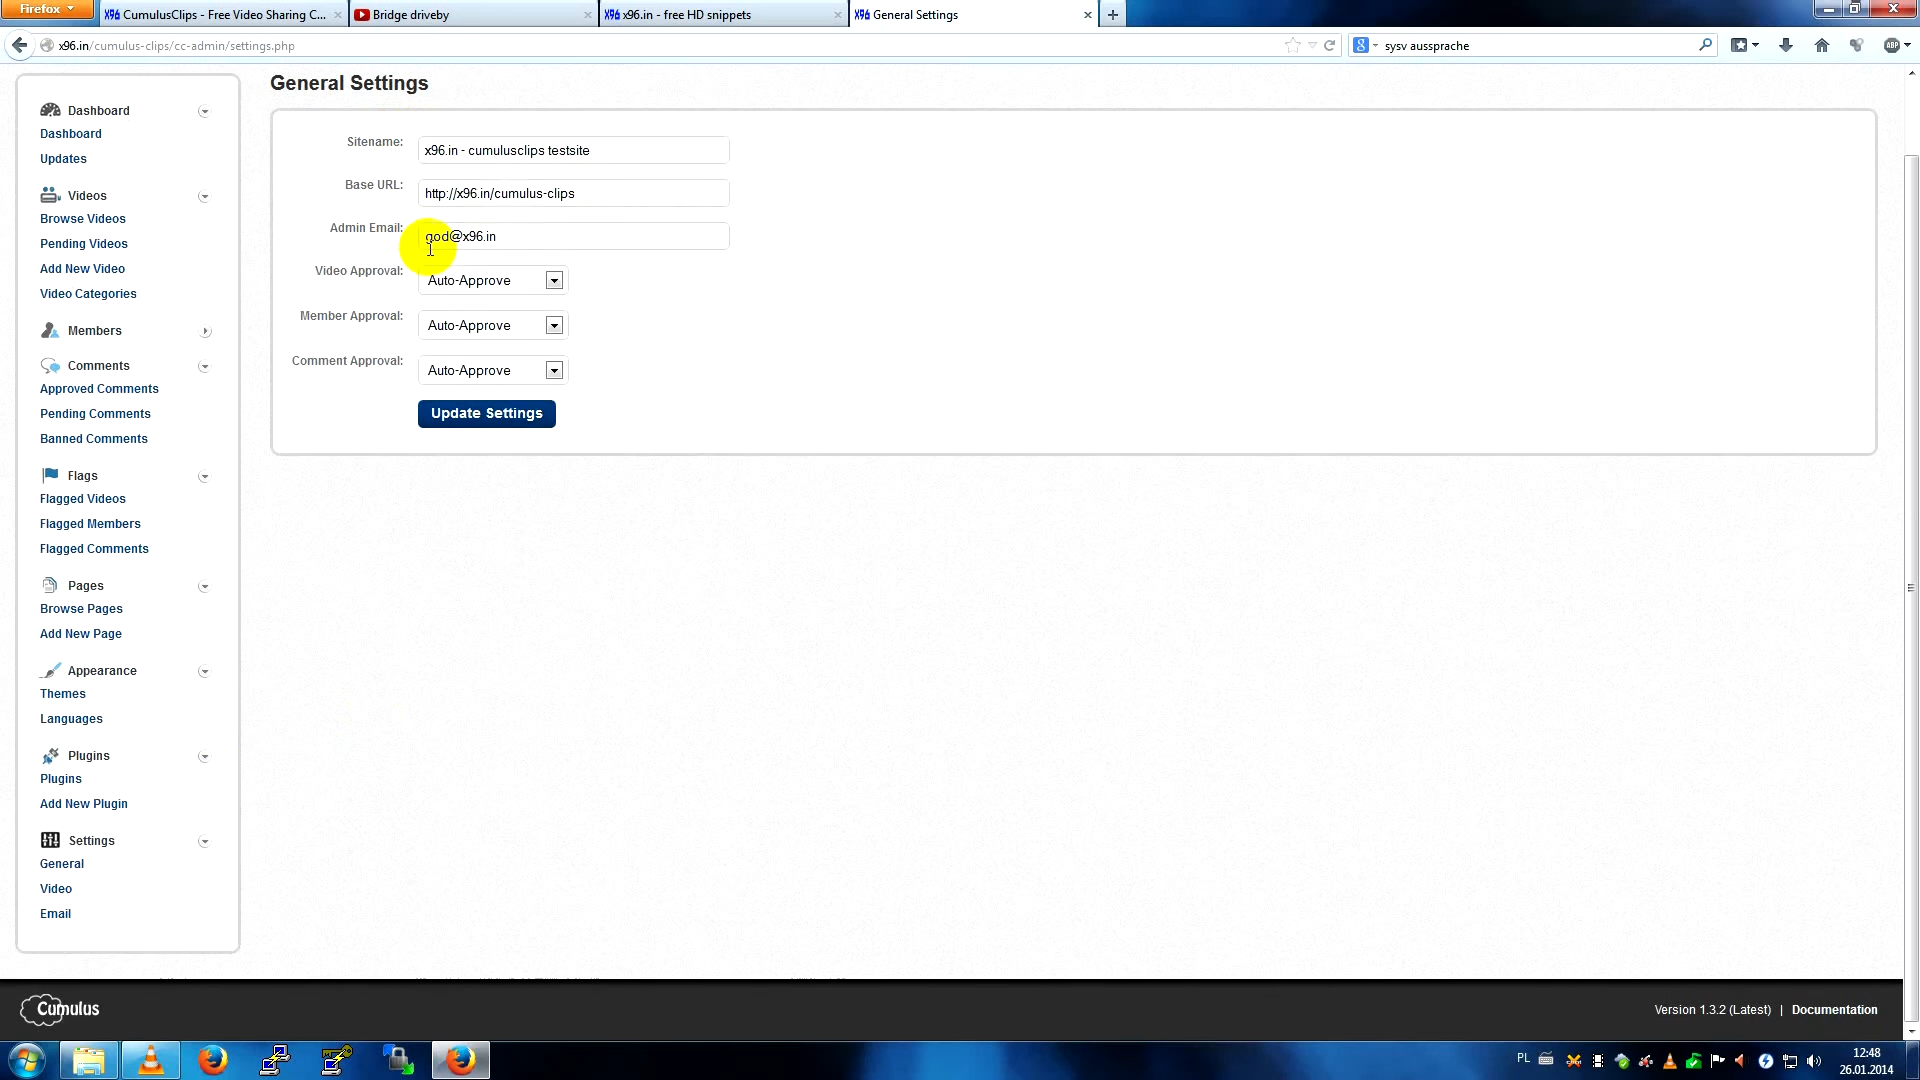 Firefox
CumulusClips - Free Video Sharing C...
Bridge driveby
x96.in - free HD snippets
General Settings
x96.in/cumulus-clips/cc-admin/settings.php
sysv aussprache
ABP
General Settings
Dashboard
Dashboard
Updates
Videos
Browse Videos
Pending Videos
Add New Video
Video Categories
Members
Comments
Approved Comments
Pending Comments
Banned Comments
Flags
Flagged Videos
Flagged Members
Flagged Comments
Pages
Browse Pages
Add New Page
Appearance
Themes
Languages
Plugins
Plugins
Add New Plugin
Settings
General
Video
Email
Sitename:
x96.in - cumulusclips testsite
Base URL:
http://x96.in/cumulus-clips
Admin Email:
god@x96.in
Video Approval:
Auto-Approve
Member Approval:
Auto-Approve
Comment Approval:
Auto-Approve
Update Settings
Cumulus
Version 1.3.2 (Latest) | Documentation
PL
12:48
26.01.2014